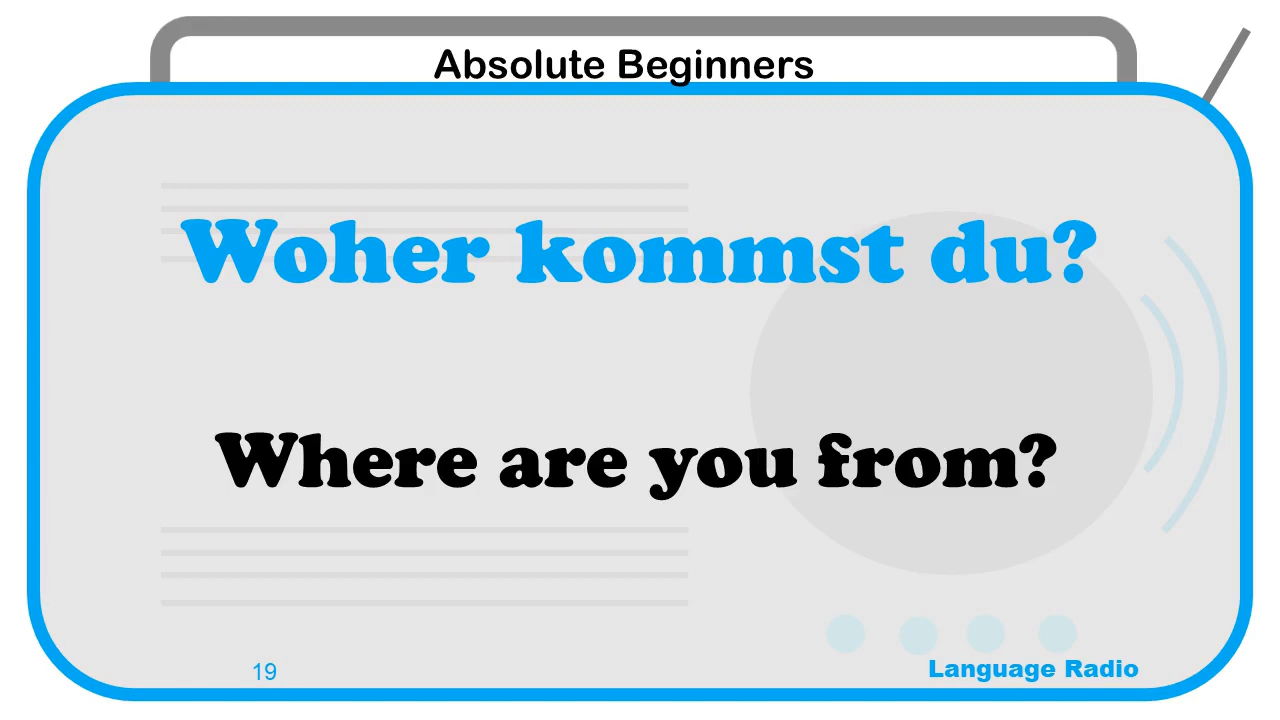 Absolute Beginners
Woher kommst du?
Where are you from?
19
Language Radio